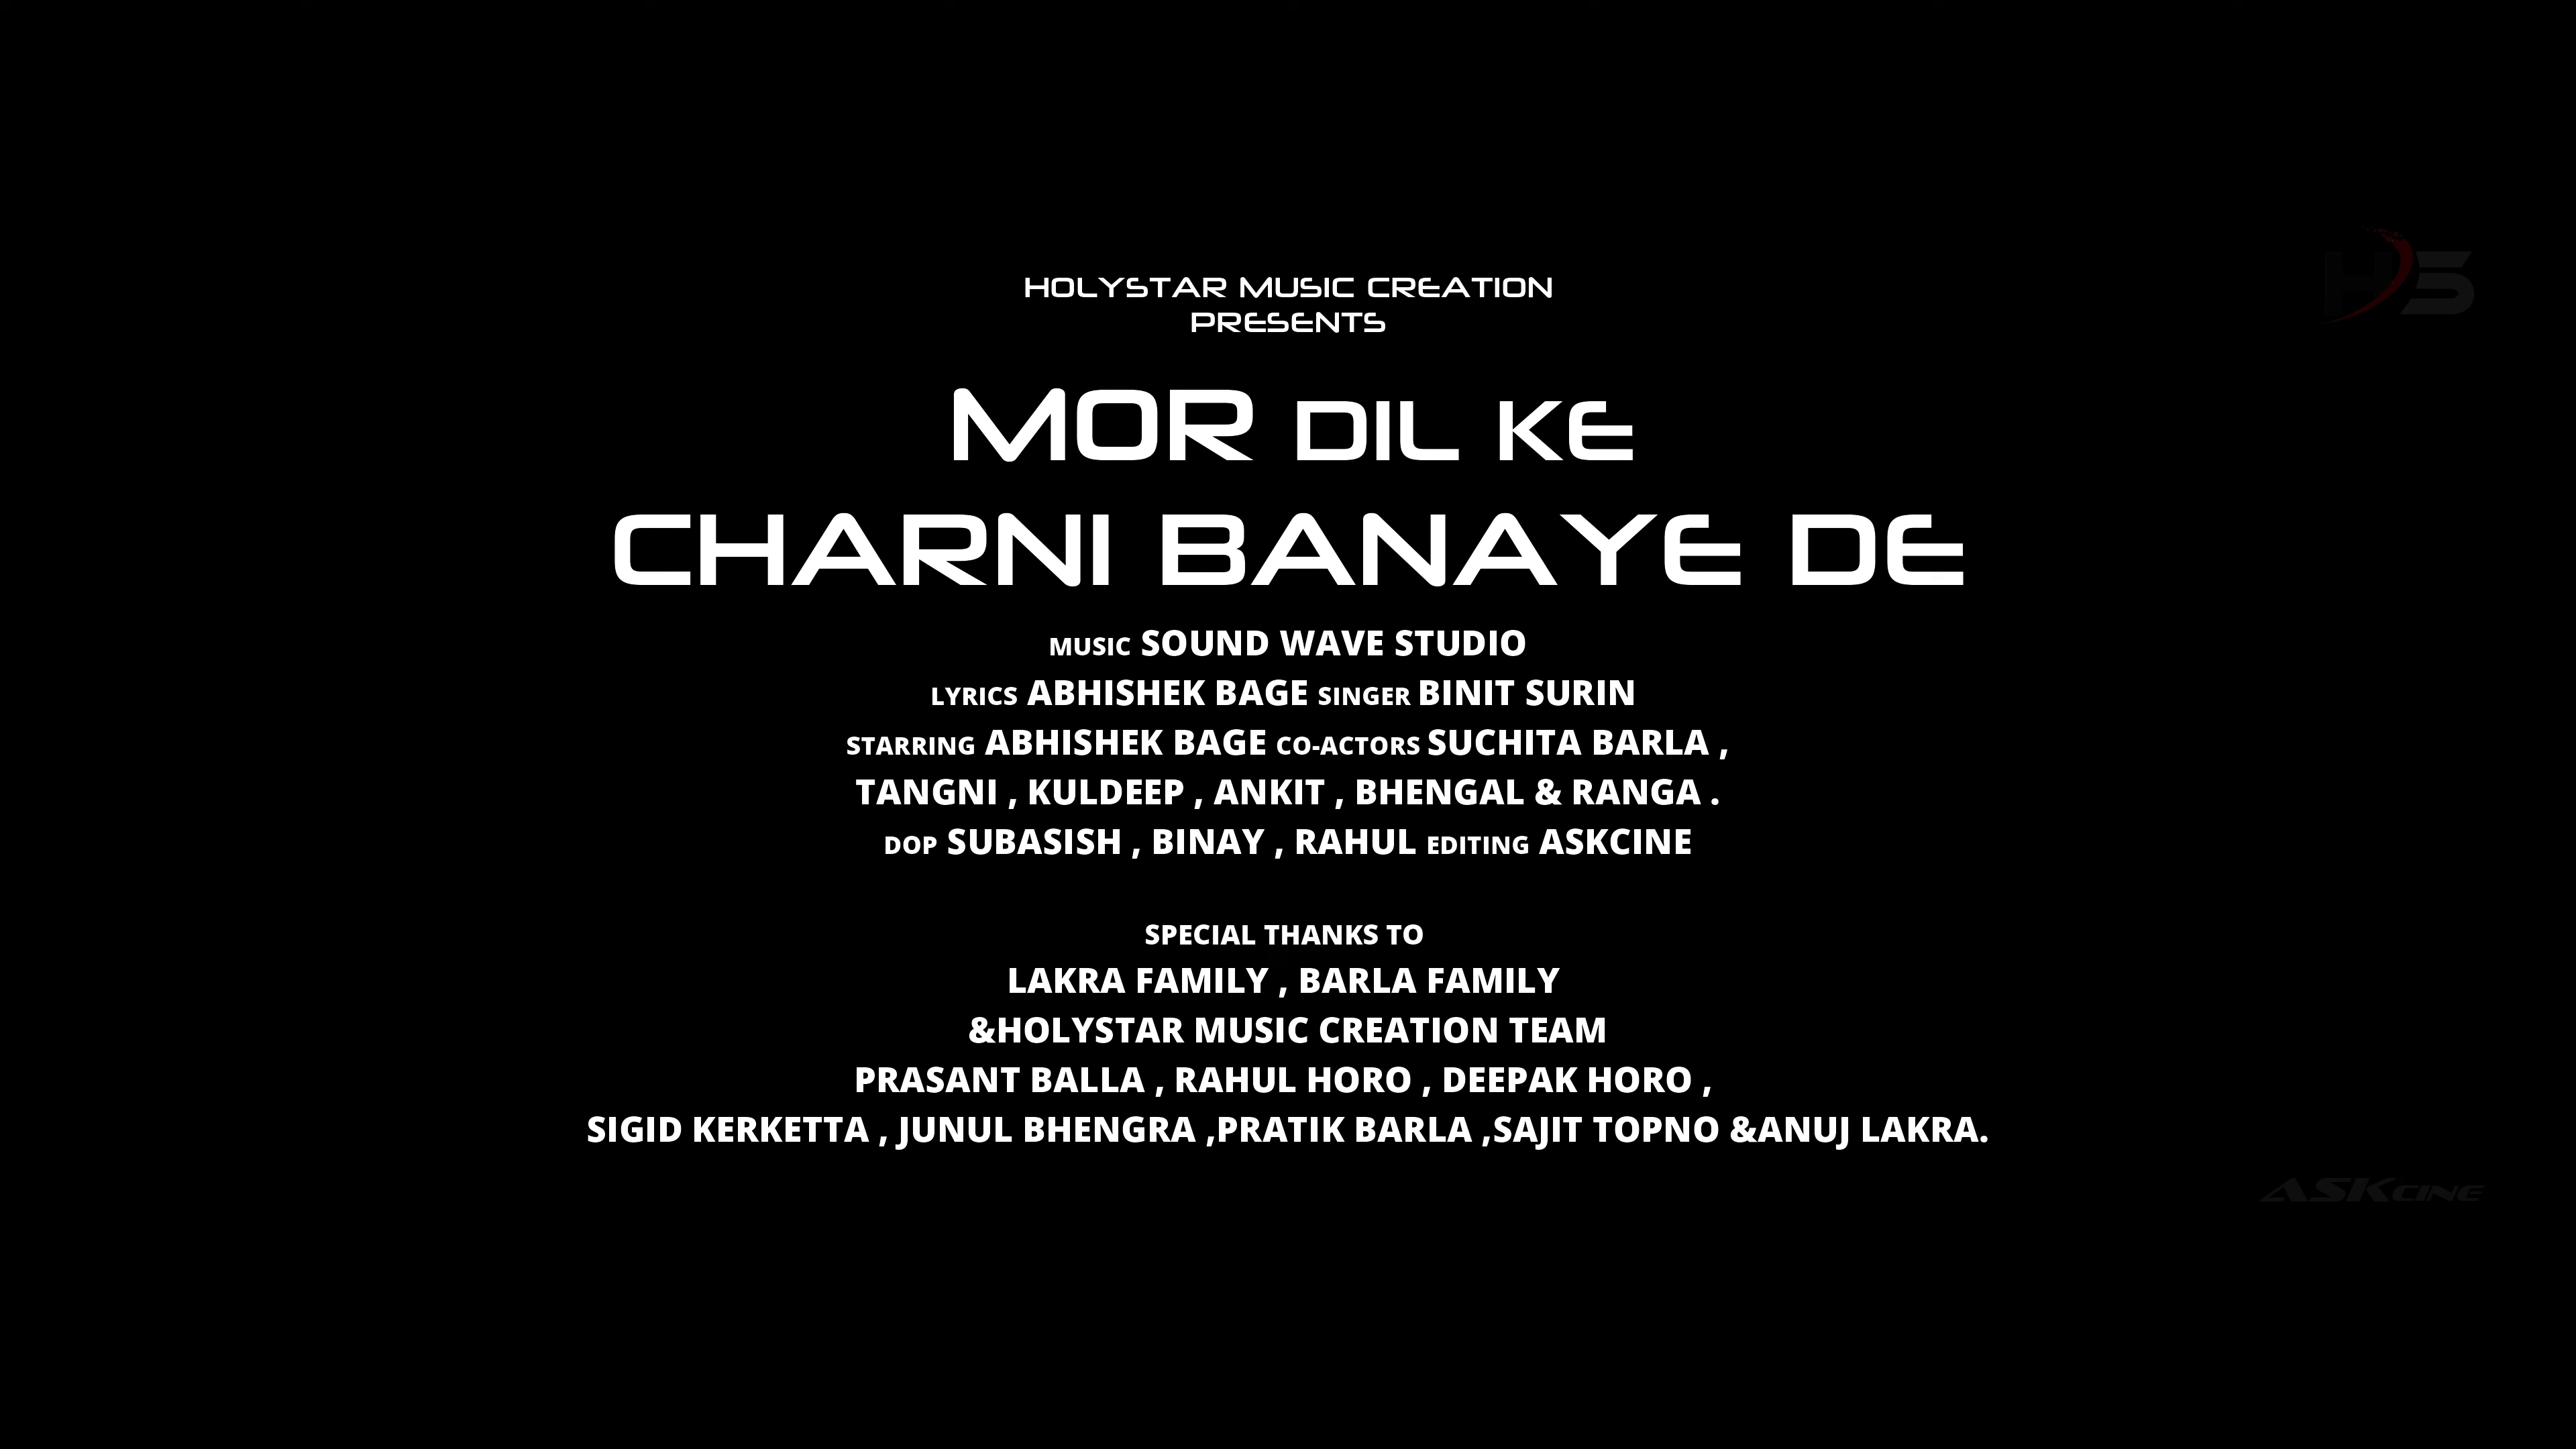 HOLYSTAR MUSIC CREATION
PRESENTS
MOR DIL KE
CHARNI BANAYE DE
MUSIC SOUND WAVE STUDIO
LYRICS ABHISHEK BAGE SINGER BINIT SURIN
STARRING ABHISHEK BAGE CO-ACTORS SUCHITA BARLA ,
TANGNI , KULDEEP , ANKIT , BHENGAL & RANGA .
DOP SUBASISH , BINAY , RAHUL EDITING ASKCINE
SPECIAL THANKS TO
LAKRA FAMILY , BARLA FAMILY
&HOLYSTAR MUSIC CREATION TEAM
PRASANT BALLA , RAHUL HORO , DEEPAK HORO ,
SIGID KERKETTA , JUNUL BHENGRA ,PRATIK BARLA ,SAJIT TOPNO &ANUJ LAKRA.
HS
ASKCINE